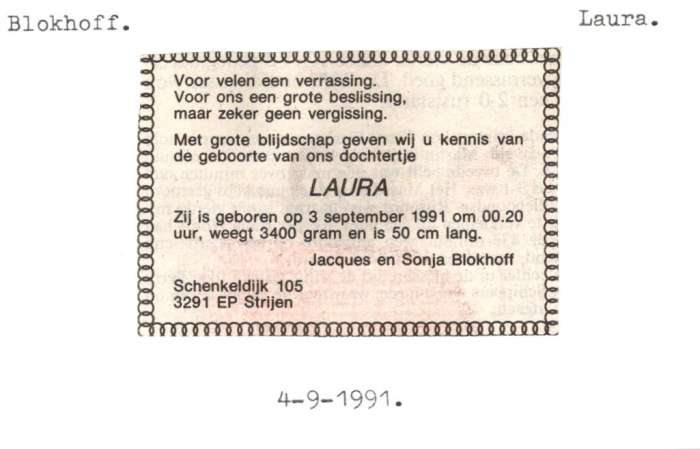 Blokhoff. Laura.
Voor velen een verrassing.
Voor ons een grote beslissing,
maar zeker geen vergissing.
Met grote blijdschap geven wij u kennis van
de geboorte van ons dochtertje
LAURA
Zij is geboren op 3 september 1991 om 00.20
uur, weegt 3400 gram en is 50 cm lang.
Jacques en Sonja Blokhoff
Schenkeldijk 105
3291 EP Strijen
4-9-1991.